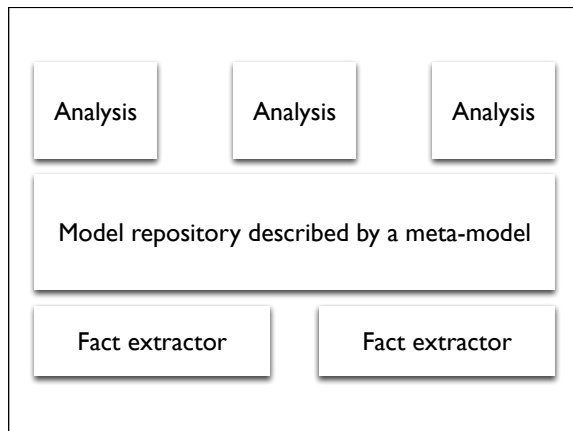 Analysis
Analysis
Analysis
Model repository described by a meta-model
Fact extractor
Fact extractor